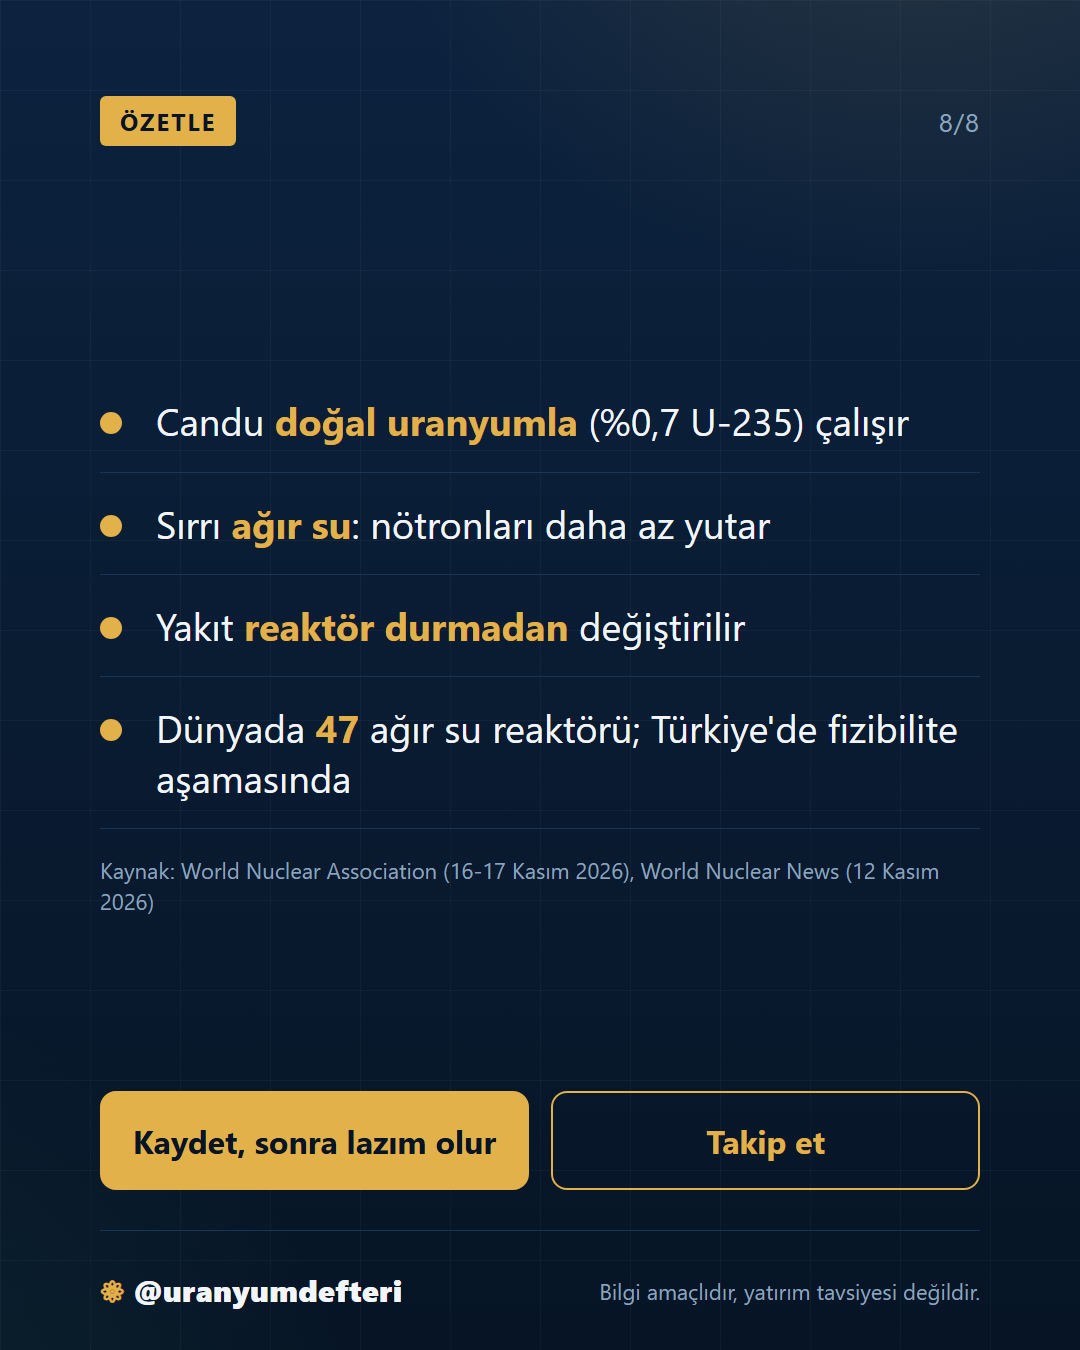 ÖZETLE
8/8
Candu doğal uranyumla (%0,7 U-235) çalışır
Sırrı ağır su: nötronları daha az yutar
Yakıt reaktör durmadan değiştirilir
Dünyada 47 ağır su reaktörü; Türkiye'de fizibilite
aşamasında
Kaynak: World Nuclear Association (16-17 Kasım 2026), World Nuclear News (12 Kasım
2026)
Kaydet, sonra lazım olur
Takip et
@uranyumdefteri
Bilgi amaçlıdır, yatırım tavsiyesi değildir.